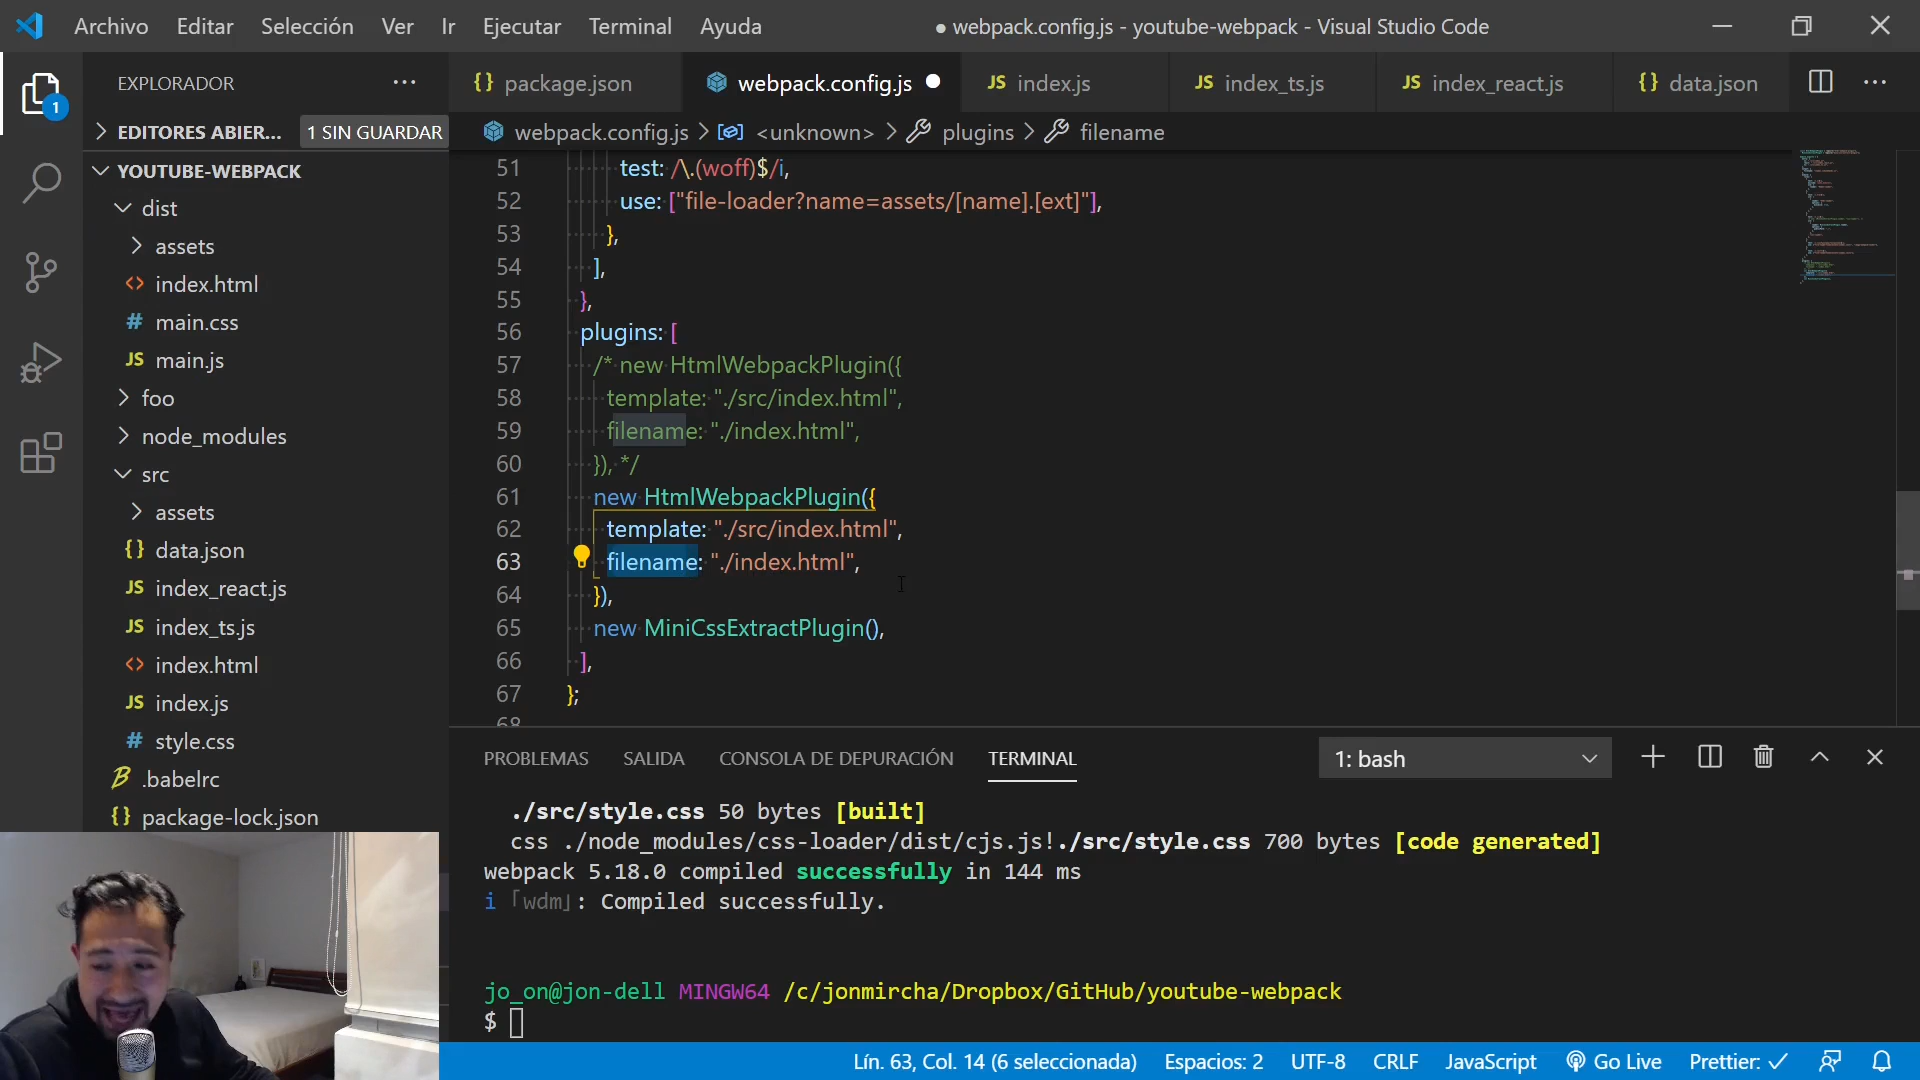 Archivo Editar Selección Ver Ir Ejecutar Terminal Ayuda
● webpack.config.js - youtube-webpack - Visual Studio Code
EXPLORADOR ···
1
EDITORES ABIER... 1 SIN GUARDAR
YOUTUBE-WEBPACK
dist
assets
<> index.html
# main.css
JS main.js
foo
node_modules
src
assets
{} data.json
JS index_react.js
JS index_ts.js
<> index.html
JS index.js
# style.css
.babelrc
{} package-lock.json
{} package.json webpack.config.js ● JS index.js JS index_ts.js JS index_react.js {} data.json ···
webpack.config.js > <unknown> > plugins > filename
51 test: /\.(woff)$/i,
52 use: ["file-loader?name=assets/[name].[ext]"],
53 },
54 ],
55 },
56 plugins: [
57 /* new HtmlWebpackPlugin({
58 template: "./src/index.html",
59 filename: "./index.html",
60 }), */
61 new HtmlWebpackPlugin({
62 template: "./src/index.html",
63 filename: "./index.html",
64 }),
65 new MiniCssExtractPlugin(),
66 ],
67 };
68
PROBLEMAS SALIDA CONSOLA DE DEPURACIÓN TERMINAL 1: bash
./src/style.css 50 bytes [built]
css ./node_modules/css-loader/dist/cjs.js!./src/style.css 700 bytes [code generated]
webpack 5.18.0 compiled successfully in 144 ms
i ｢wdm｣: Compiled successfully.
jo_on@jon-dell MINGW64 /c/jonmircha/Dropbox/GitHub/youtube-webpack
$
Lín. 63, Col. 14 (6 seleccionada) Espacios: 2 UTF-8 CRLF JavaScript Go Live Prettier: ✓